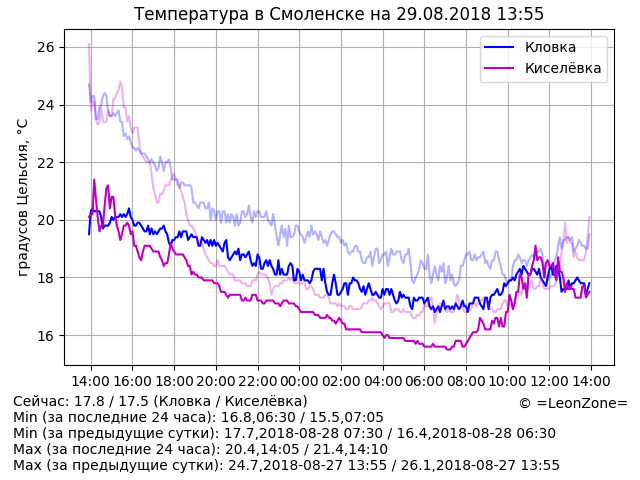 Температура в Смоленске на 29.08.2018 13:55
градусов Цельсия, °C
26
24
22
20
18
16
Кловка
Киселёвка
14:00 16:00 18:00 20:00 22:00 00:00 02:00 04:00 06:00 08:00 10:00 12:00 14:00
Сейчас: 17.8 / 17.5 (Кловка / Киселёвка)
© =LeonZone=
Min (за последние 24 часа): 16.8,06:30 / 15.5,07:05
Min (за предыдущие сутки): 17.7,2018-08-28 07:30 / 16.4,2018-08-28 06:30
Max (за последние 24 часа): 20.4,14:05 / 21.4,14:10
Max (за предыдущие сутки): 24.7,2018-08-27 13:55 / 26.1,2018-08-27 13:55